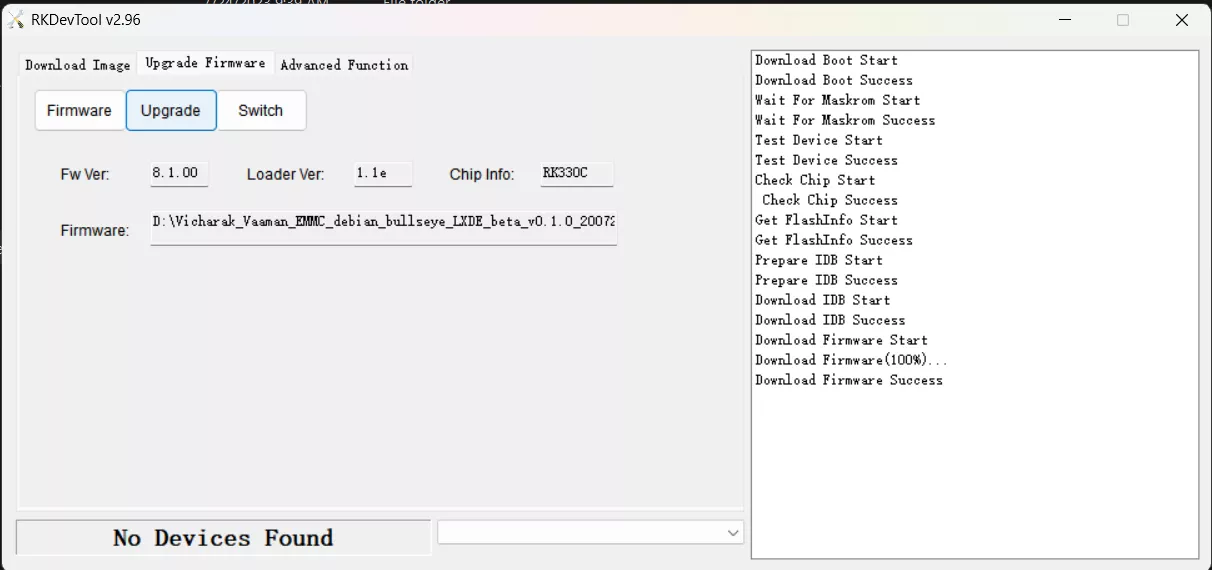 RKDevTool v2.96
Download Image Upgrade Firmware Advanced Function
Firmware Upgrade Switch
Fw Ver: 8.1.00 Loader Ver: 1.1e Chip Info: RK330C
Firmware: D:\Vicharak_Vaaman_EMMC_debian_bullseye_LXDE_beta_v0.1.0_20072
No Devices Found
Download Boot Start
Download Boot Success
Wait For Maskrom Start
Wait For Maskrom Success
Test Device Start
Test Device Success
Check Chip Start
Check Chip Success
Get FlashInfo Start
Get FlashInfo Success
Prepare IDB Start
Prepare IDB Success
Download IDB Start
Download IDB Success
Download Firmware Start
Download Firmware(100%)...
Download Firmware Success